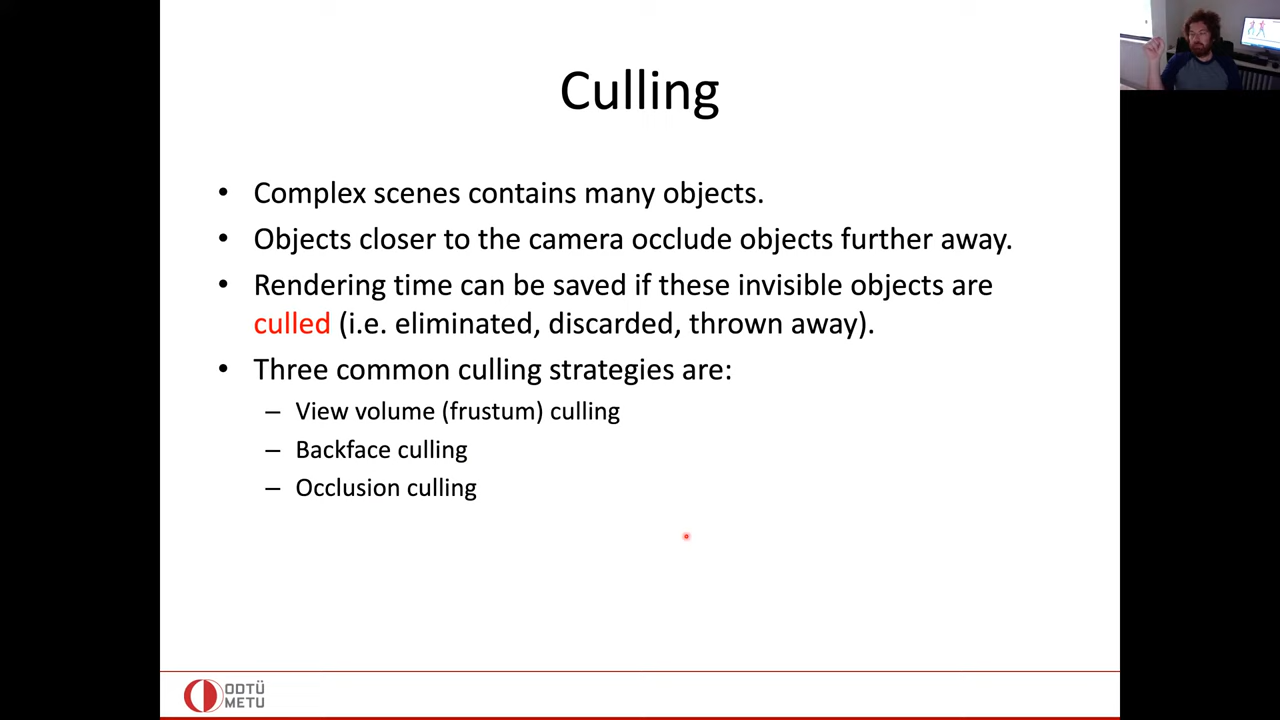 Culling
• Complex scenes contains many objects.
• Objects closer to the camera occlude objects further away.
• Rendering time can be saved if these invisible objects are
culled (i.e. eliminated, discarded, thrown away).
• Three common culling strategies are:
– View volume (frustum) culling
– Backface culling
– Occlusion culling
ODTÜ
METU